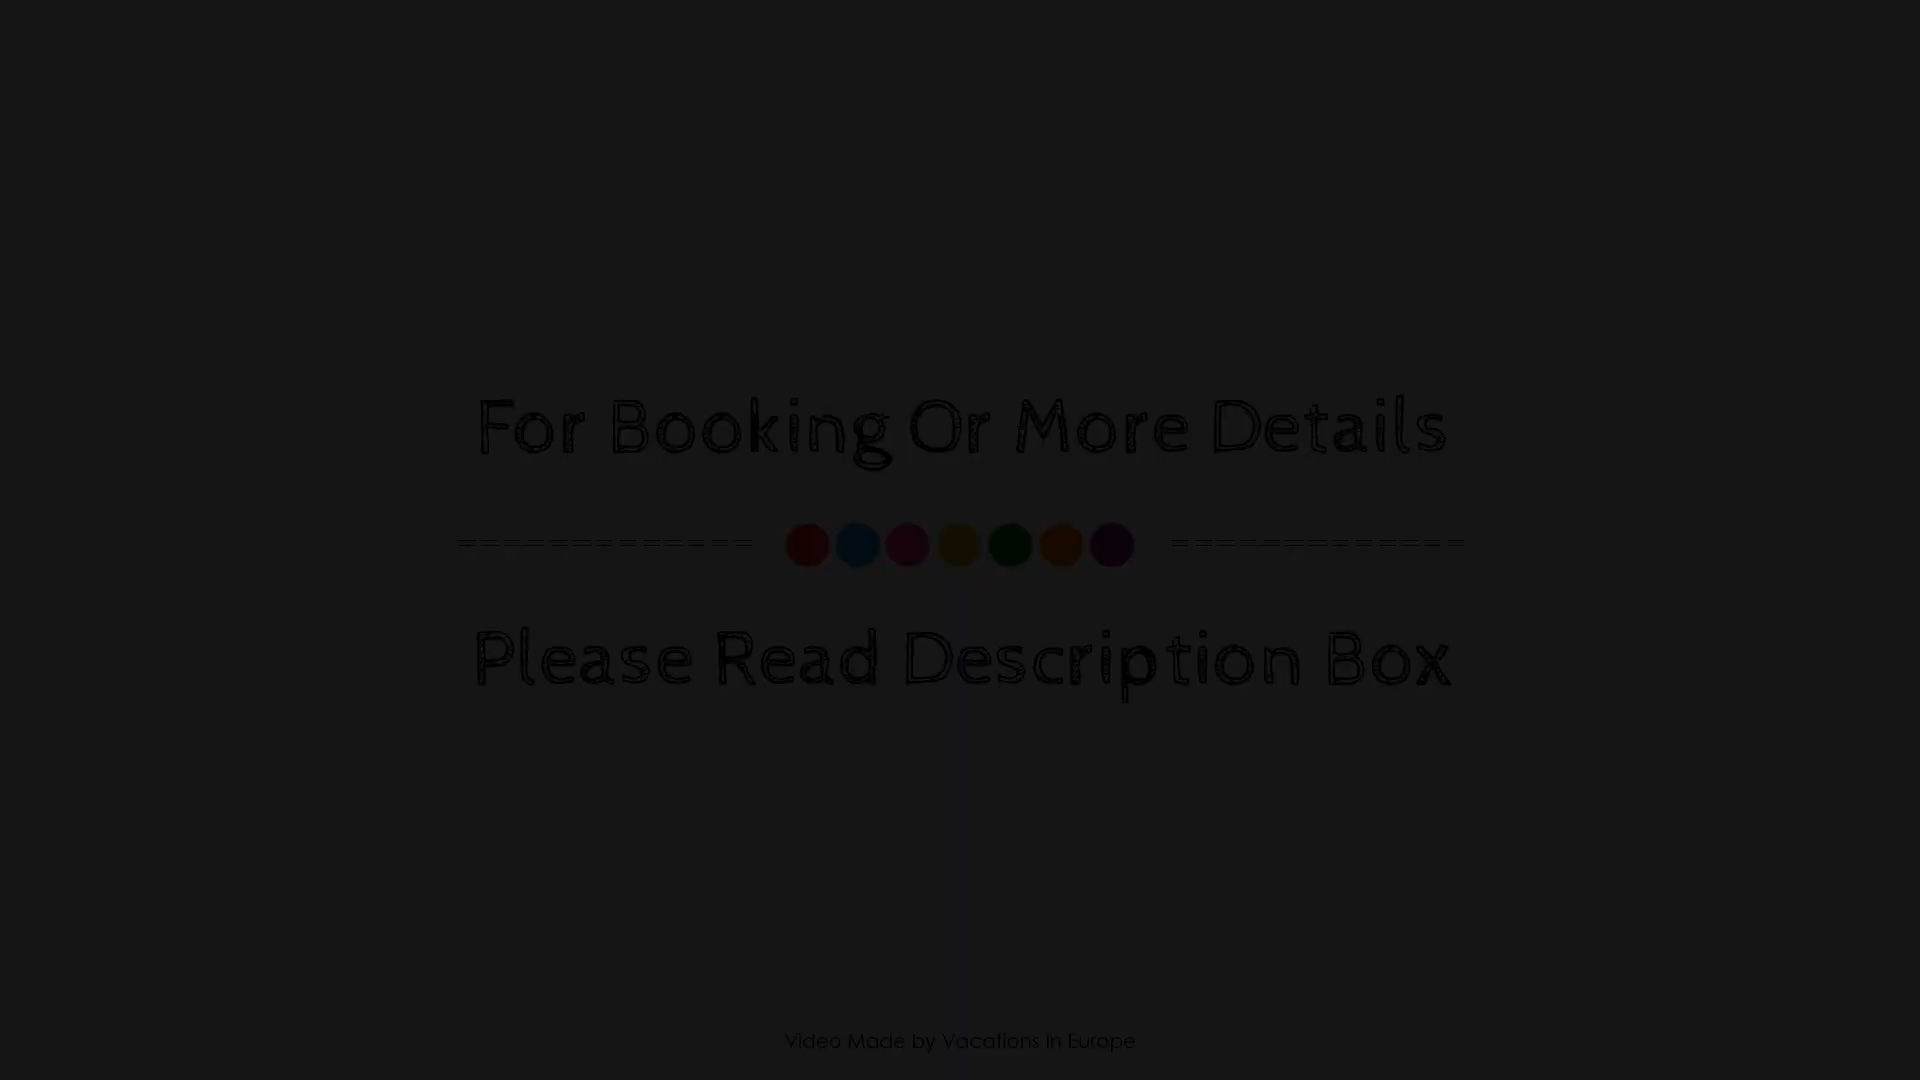 For Booking Or More Details
============= =============
Please Read Description Box
Video Made by Vacations in Europe